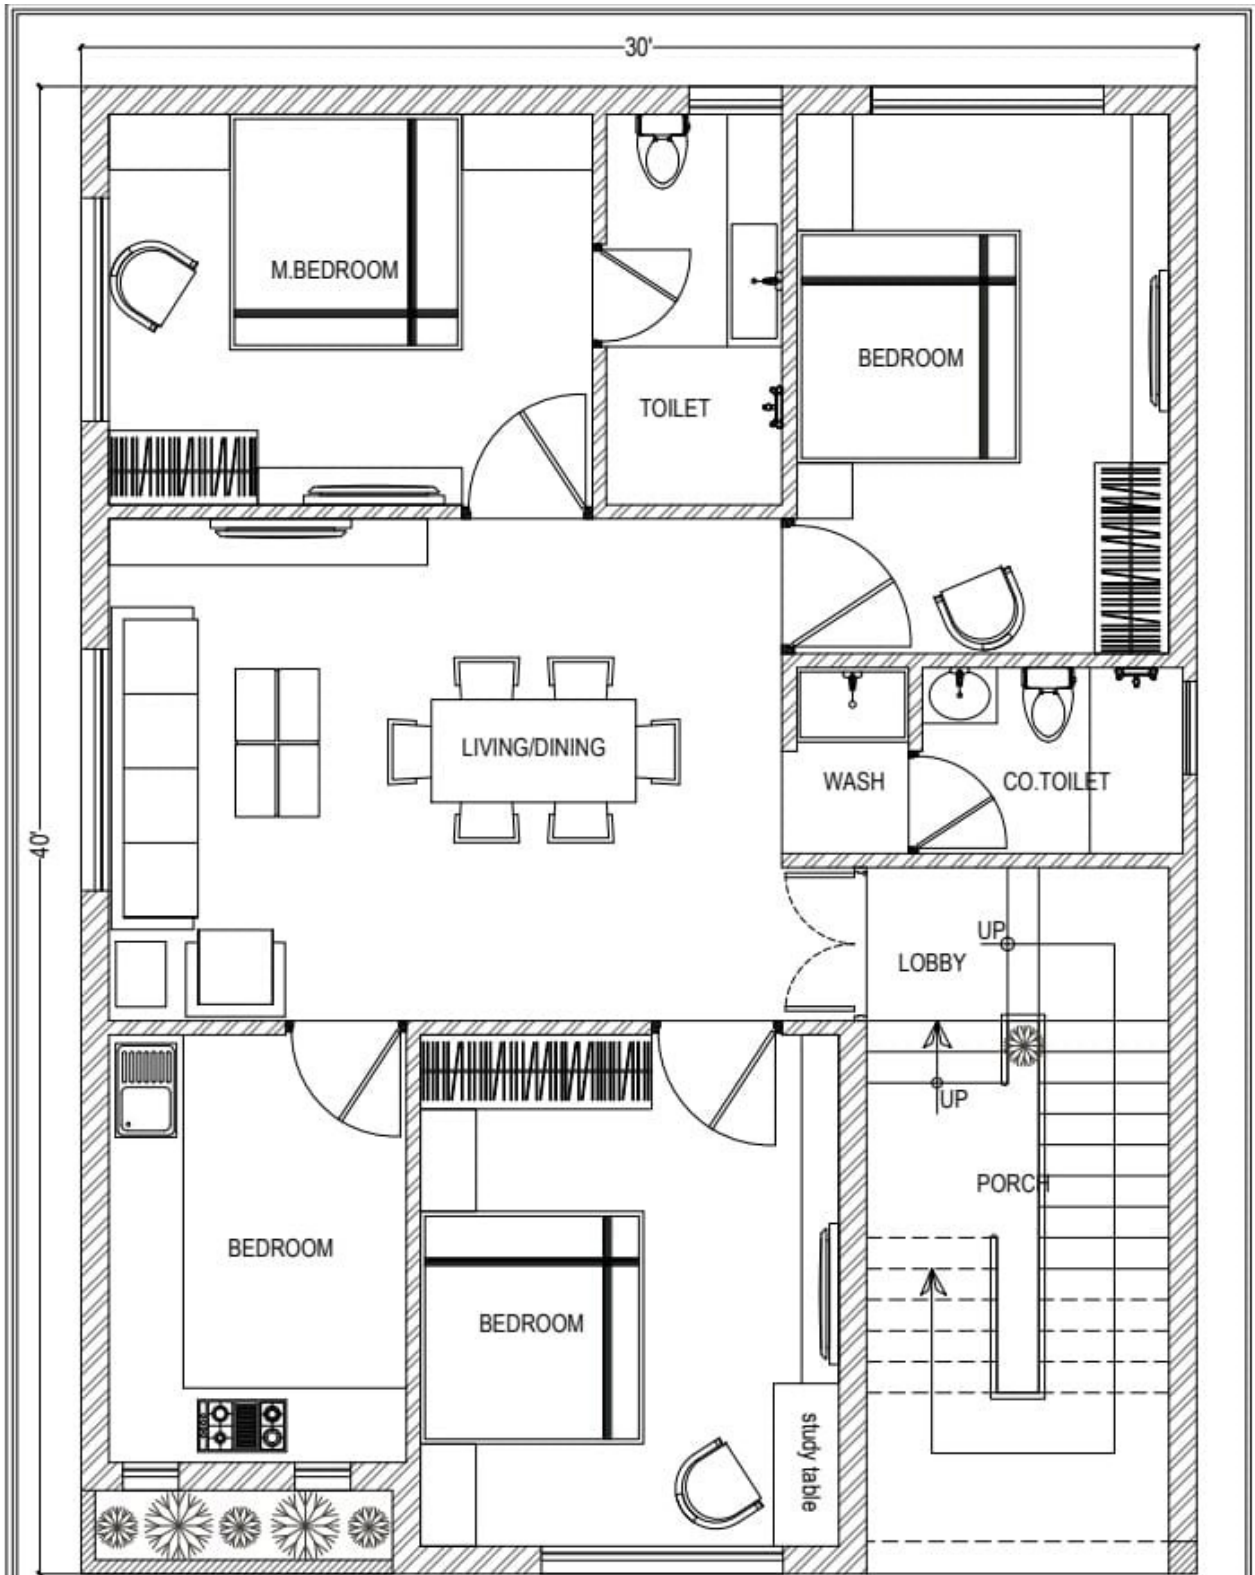 30'
M.BEDROOM
BEDROOM
TOILET
LIVING/DINING
WASH
CO.TOILET
40'
UP
LOBBY
UP
PORCH
BEDROOM
BEDROOM
study table